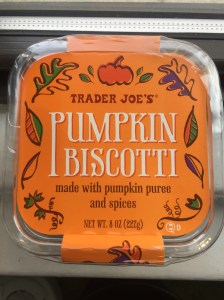 TRADER JOE'S®
PUMPKIN
BISCOTTI
made with pumpkin puree
and spices
NET WT. 8 OZ (227g)
D